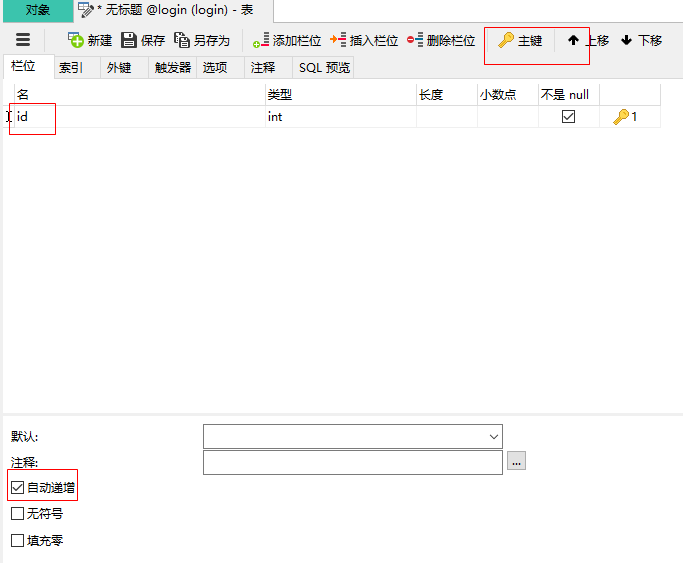 对象 * 无标题 @login (login) - 表
新建 保存 另存为 添加栏位 插入栏位 删除栏位 主键 上移 下移
栏位 索引 外键 触发器 选项 注释 SQL 预览
名 类型 长度 小数点 不是 null
id int 1
默认:
注释: ...
自动递增
无符号
填充零